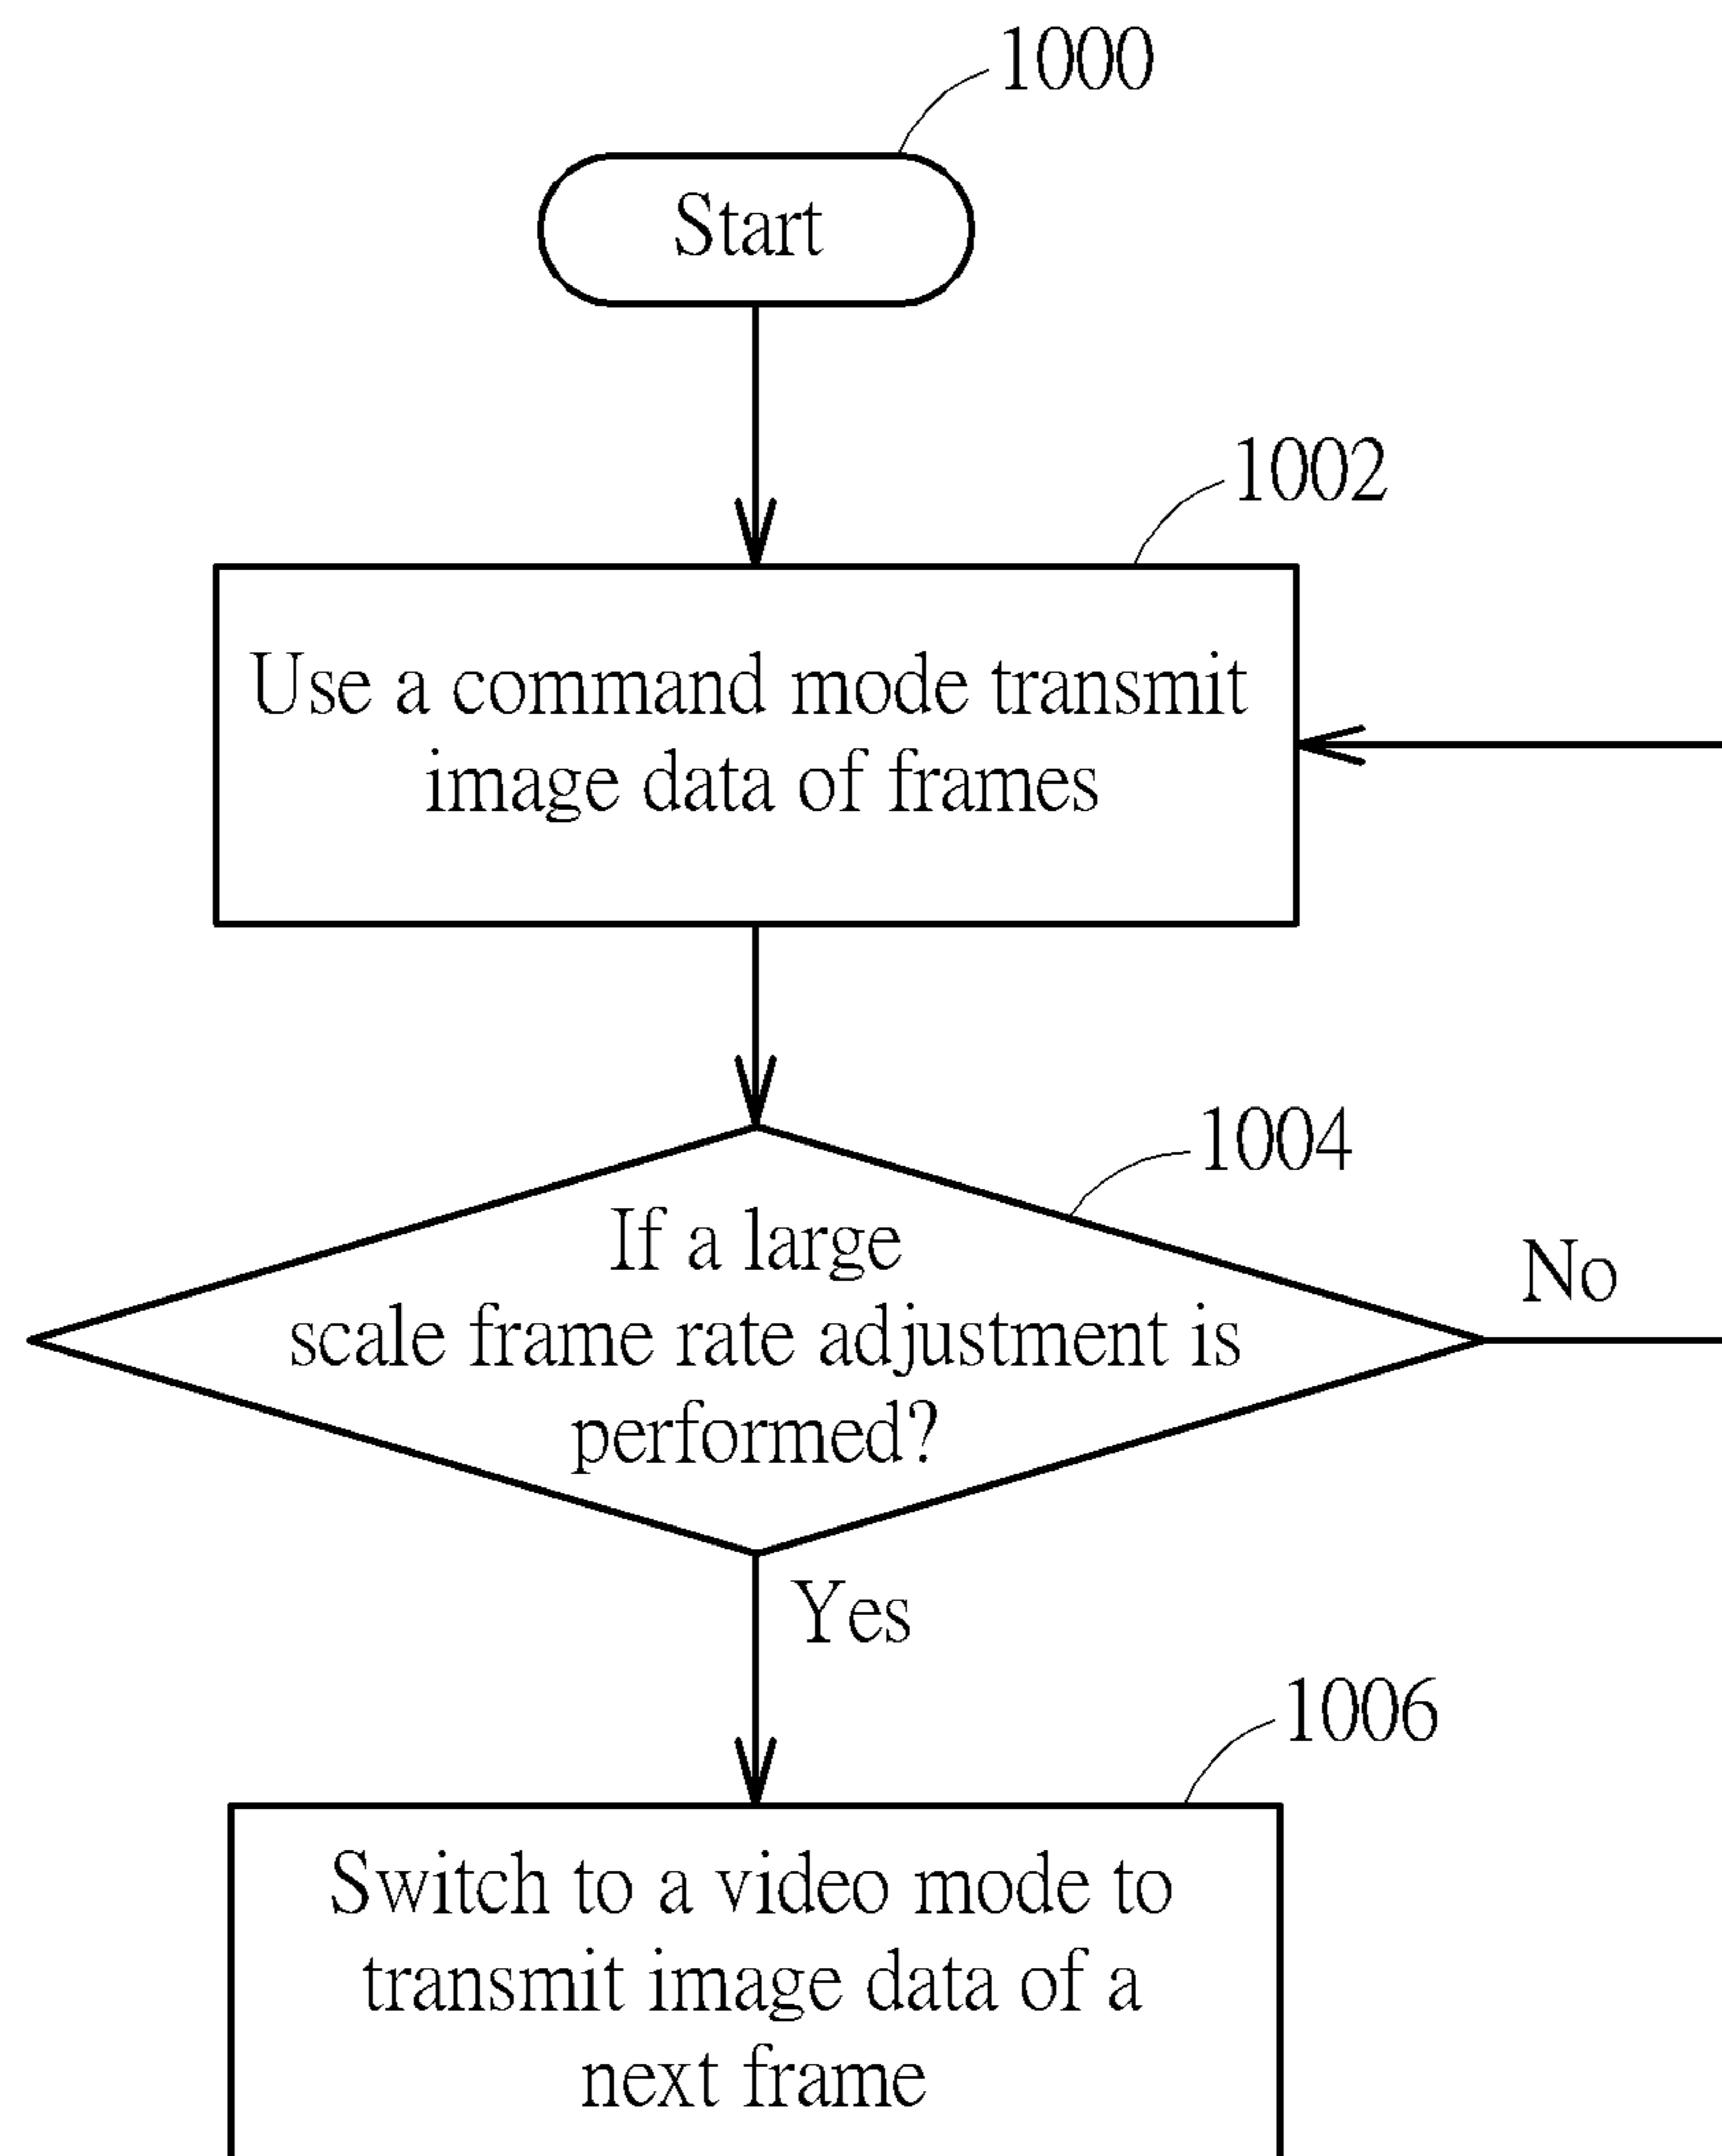 1000
Start
1002
Use a command mode transmit
image data of frames
1004
If a large
scale frame rate adjustment is
performed?
No
Yes
1006
Switch to a video mode to
transmit image data of a
next frame